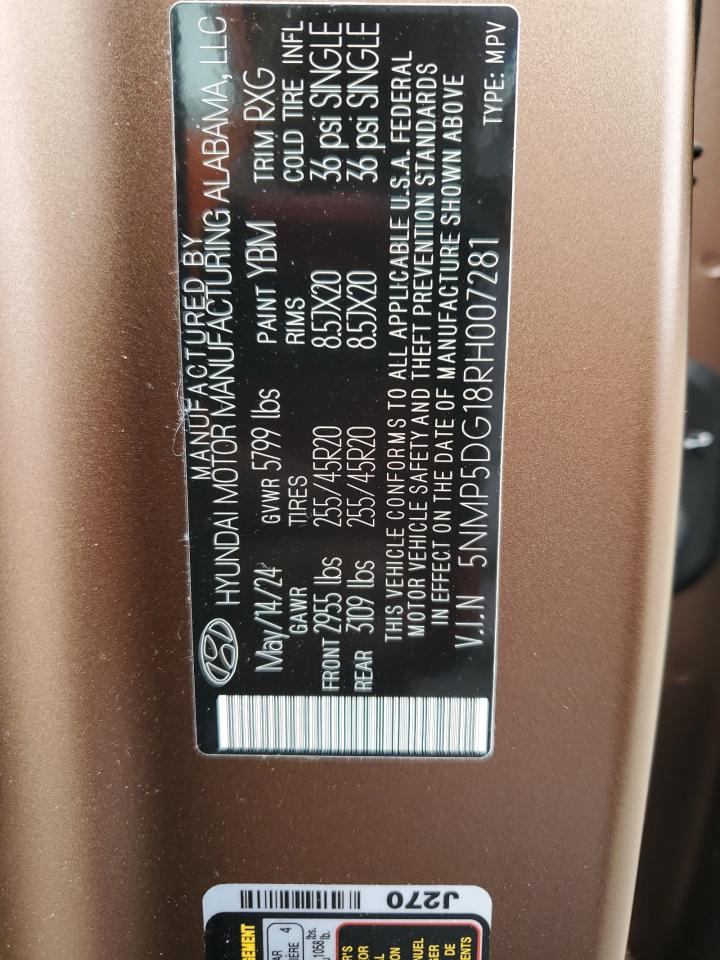 MANUFACTURED BY
HYUNDAI MOTOR MANUFACTURING ALABAMA, LLC
May/14/24 GVWR 5799 lbs PAINT YBM TRIM RXG
GAWR TIRES RIMS COLD TIRE INFL
FRONT 2955 lbs 255/45R20 8.5JX20 36 psi SINGLE
REAR 3109 lbs 255/45R20 8.5JX20 36 psi SINGLE
THIS VEHICLE CONFORMS TO ALL APPLICABLE U.S.A. FEDERAL
MOTOR VEHICLE SAFETY AND THEFT PREVENTION STANDARDS
IN EFFECT ON THE DATE OF MANUFACTURE SHOWN ABOVE
V.I.N 5NMP5DG18RH007281 TYPE: MPV
J270
4
1058 lb.